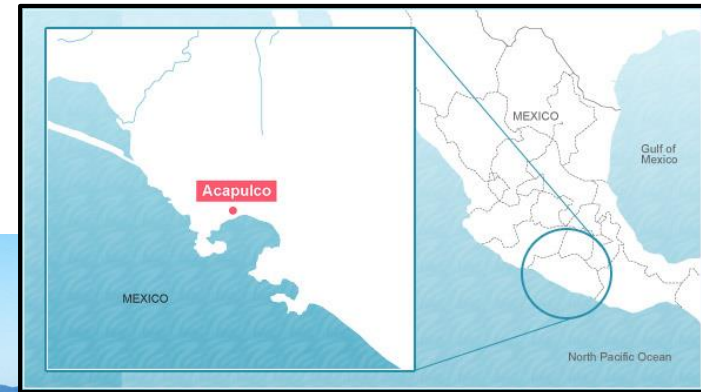 Acapulco
MEXICO
MEXICO
Gulf of
Mexico
North Pacific Ocean